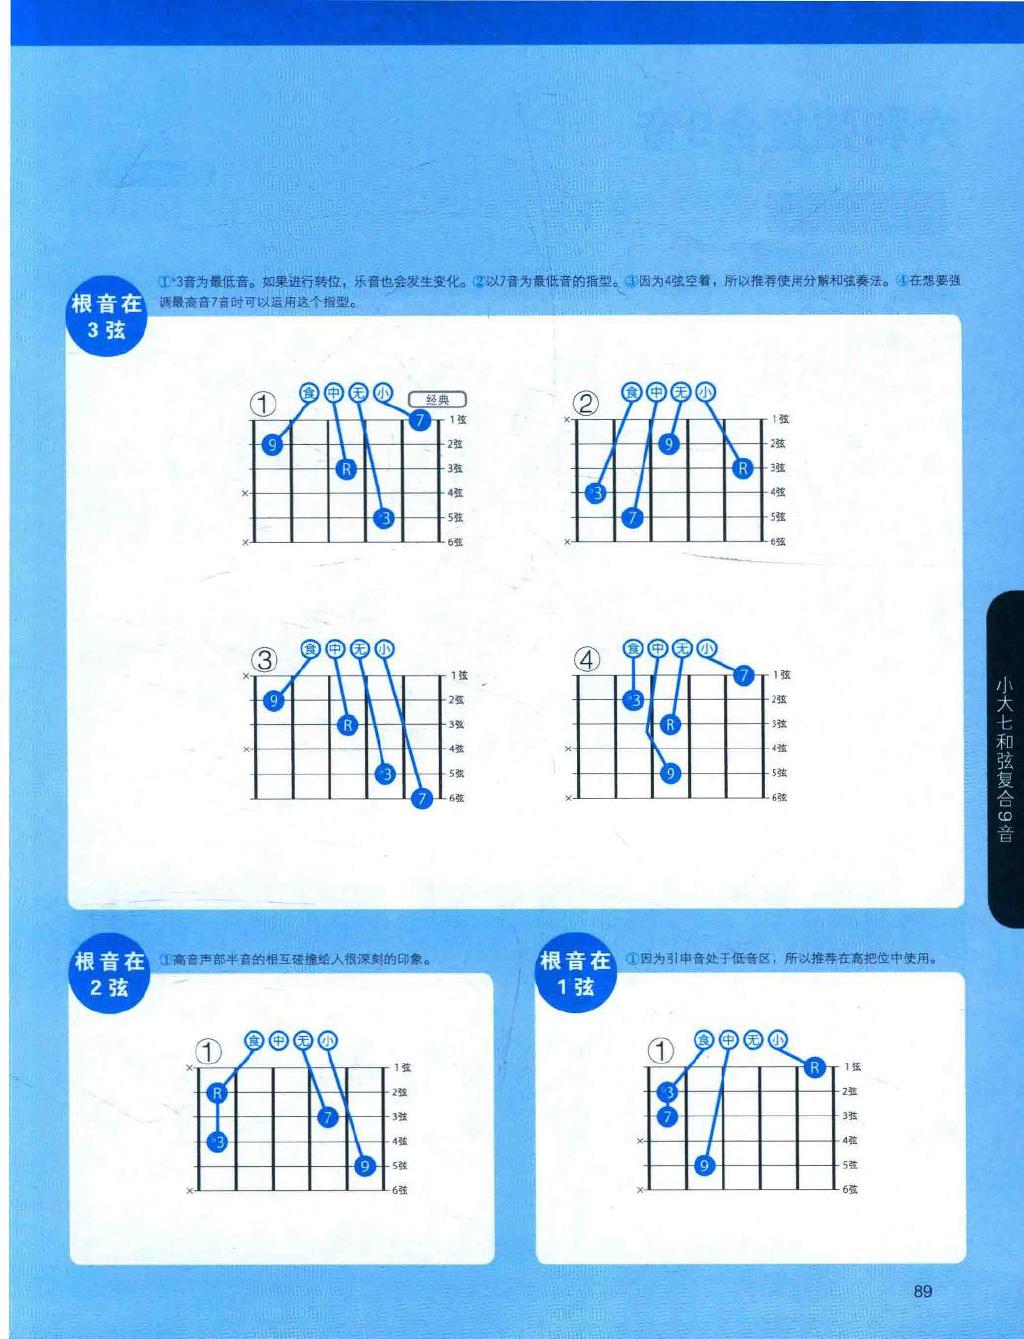 根音在
3弦
①♭3音为最低音。如果进行转位，乐音也会发生变化。②以7音为最低音的指型。③因为4弦空着，所以推荐使用分解和弦奏法。④在想要强
调最高音7音时可以运用这个指型。
① 食 中 无 小 经典
7 1弦
9 2弦
R 3弦
× 4弦
♭3 5弦
× 6弦
② 食 中 无 小
× 1弦
9 2弦
R 3弦
♭3 4弦
7 5弦
× 6弦
③ 食 中 无 小
× 1弦
9 2弦
R 3弦
× 4弦
♭3 5弦
7 6弦
④ 食 中 无 小
7 1弦
♭3 2弦
R 3弦
× 4弦
9 5弦
× 6弦
小大七和弦复合9音
根音在
2弦
①高音声部半音的相互碰撞给人很深刻的印象。
① 食 中 无 小
× 1弦
R 2弦
7 3弦
♭3 4弦
9 5弦
× 6弦
根音在
1弦
①因为引申音处于低音区，所以推荐在高把位中使用。
① 食 中 无 小
R 1弦
♭3 2弦
7 3弦
× 4弦
9 5弦
× 6弦
89